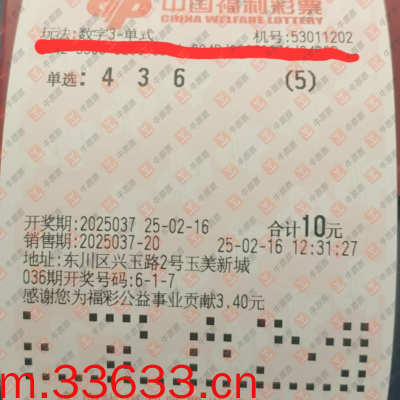 中国福利彩票
CHINA WELFARE LOTTERY
玩法:数字3-单式 机号:53011202
单选: 4 3 6 (5)
开奖期:2025037 25-02-16 合计10元
销售期:2025037-20 25-02-16 12:31:27
地址:东川区兴玉路2号玉美新城
036期开奖号码:6-1-7
感谢您为福彩公益事业贡献3.40元
m.33633.cn